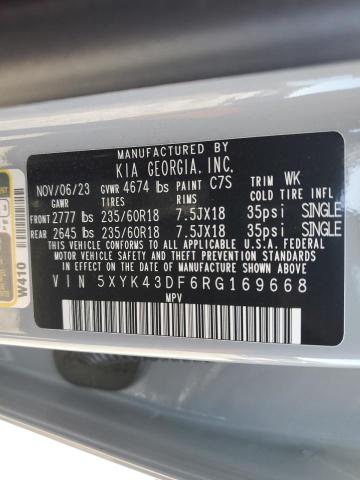 MANUFACTURED BY
KIA GEORGIA, INC.
NOV/06/23 GVWR 4674 lbs PAINT C7S TRIM WK
GAWR TIRES RIMS COLD TIRE INFL
FRONT 2777 lbs 235/60R18 7.5JX18 35psi SINGLE
REAR 2645 lbs 235/60R18 7.5JX18 35psi SINGLE
THIS VEHICLE CONFORMS TO ALL APPLICABLE U.S. FEDERAL
MOTOR VEHICLE SAFETY, BUMPER, AND THEFT PREVENTION
STANDARDS IN EFFECT ON THE DATE OF MANUFACTURE SHOWN ABOVE.
VIN 5XYK43DF6RG169668
MPV
W410